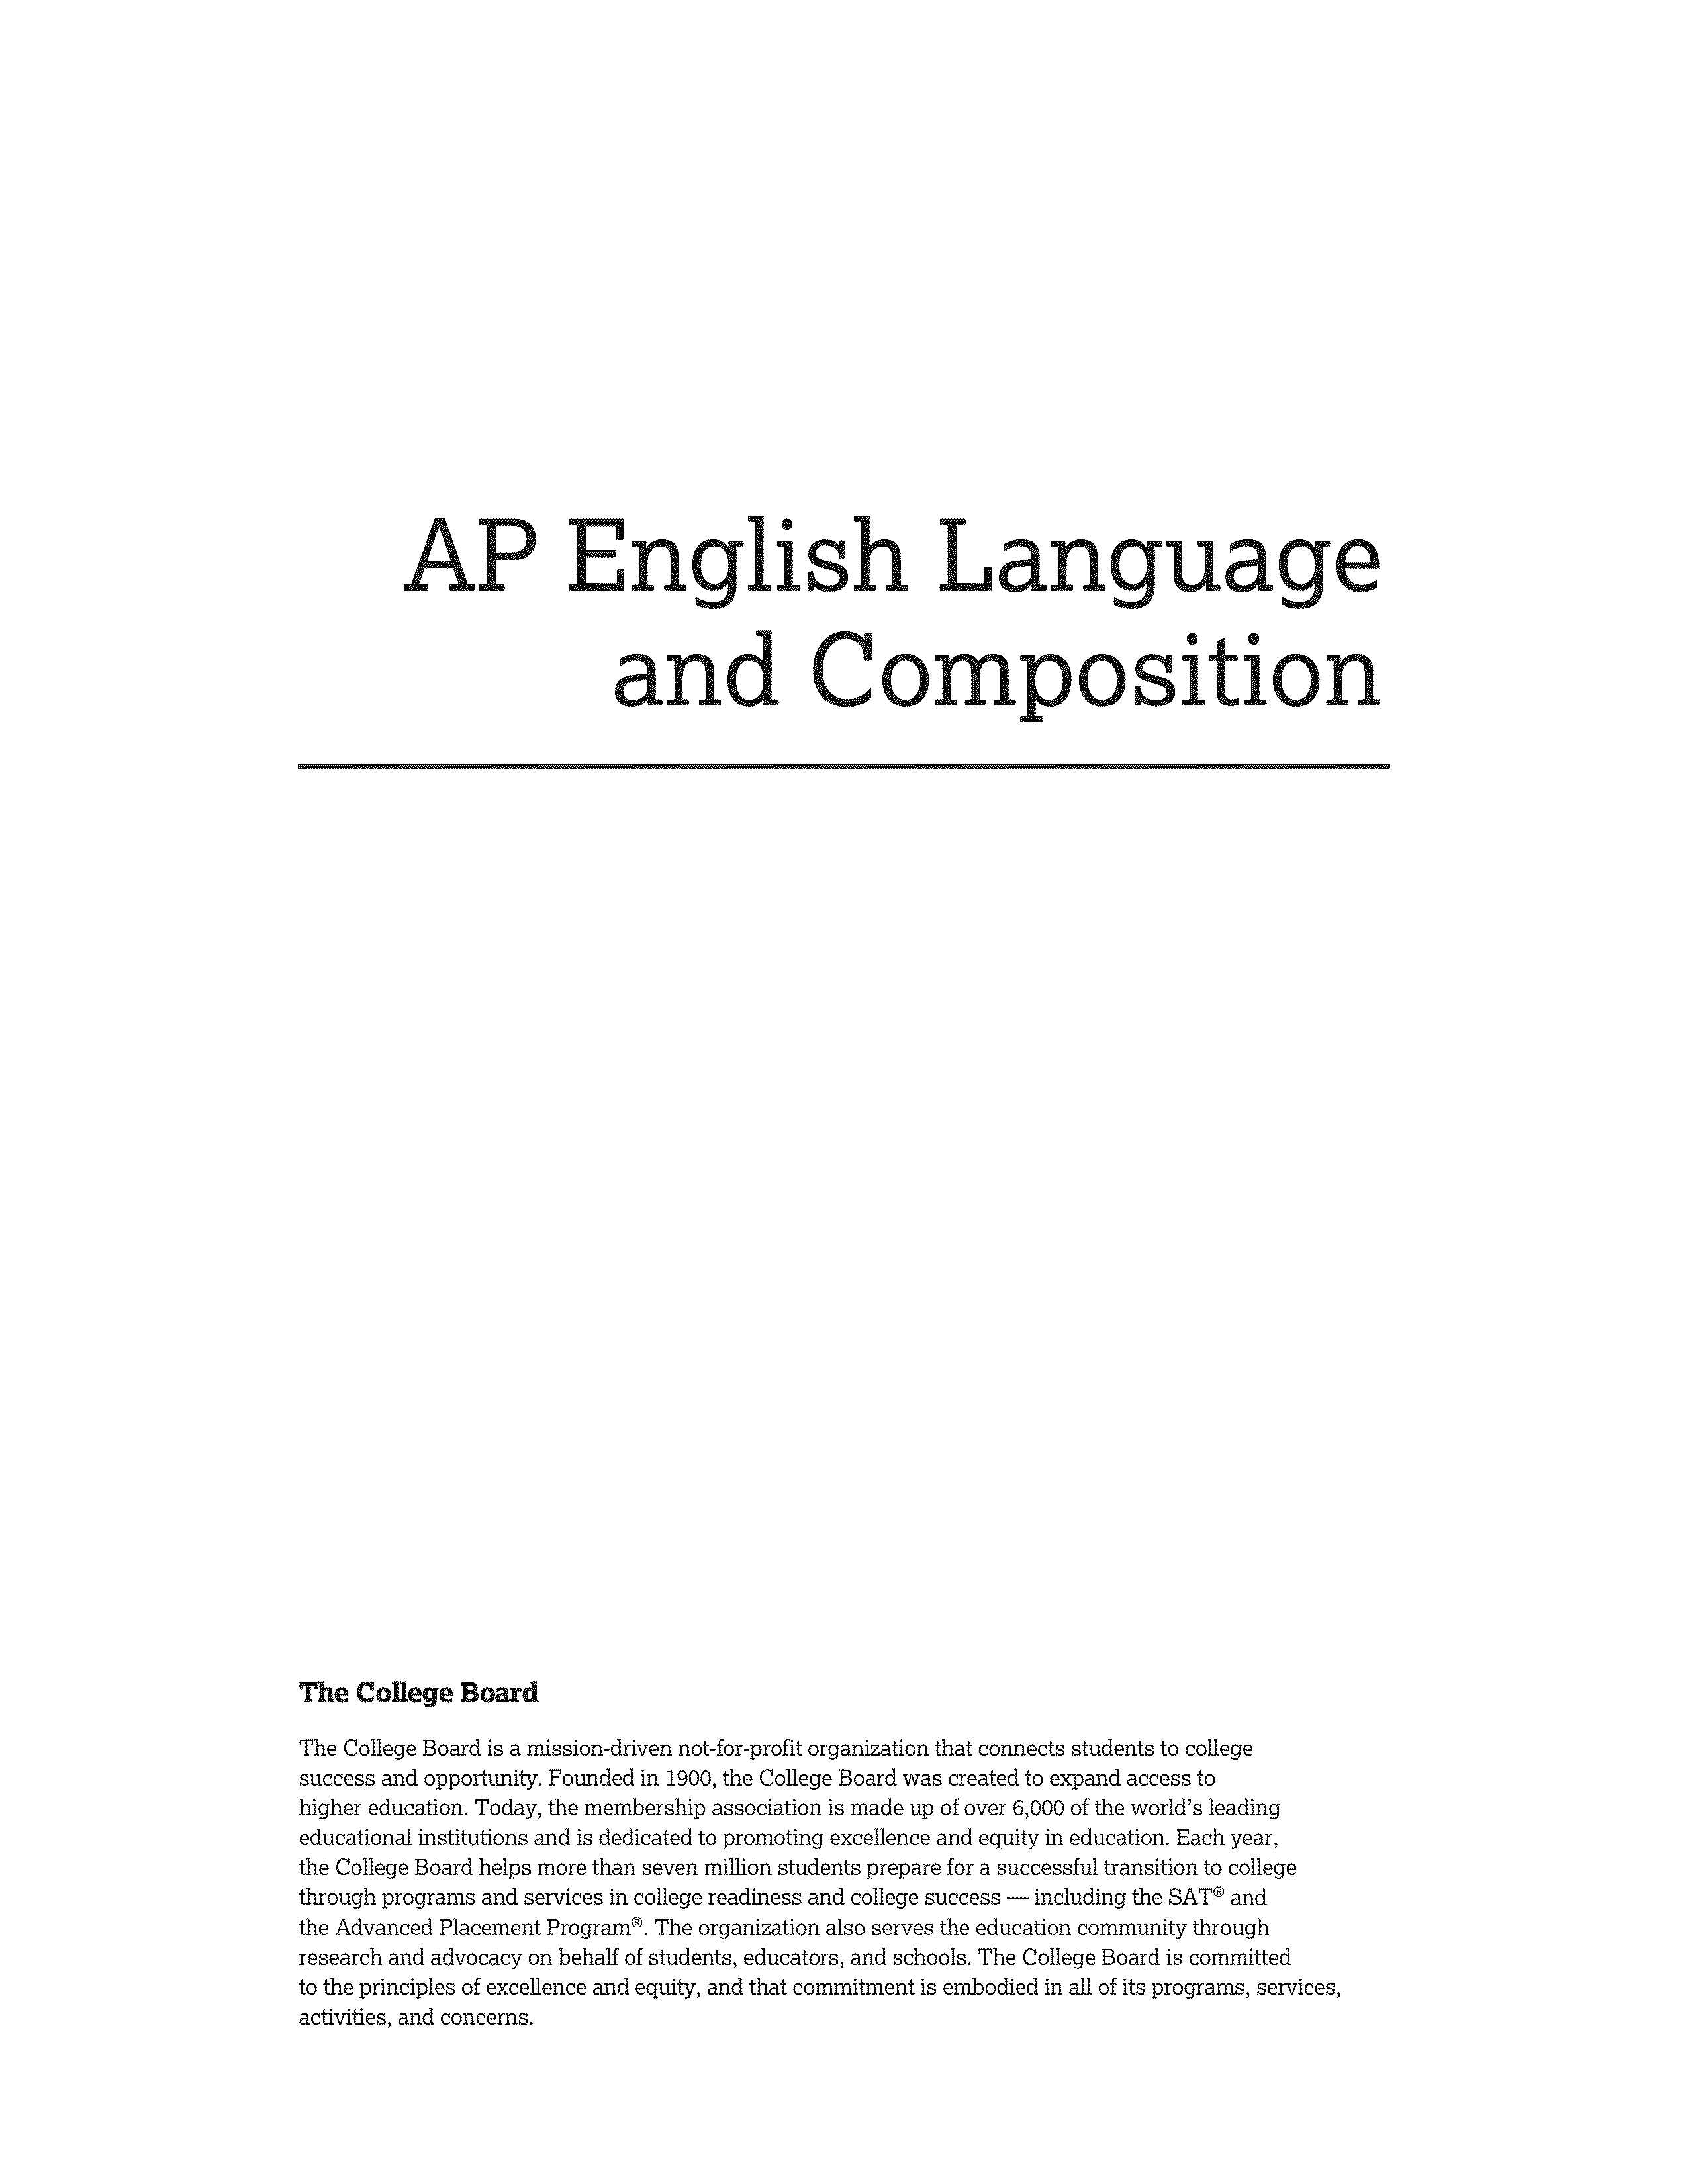 AP English Language
and Composition
The College Board
The College Board is a mission-driven not-for-profit organization that connects students to college
success and opportunity. Founded in 1900, the College Board was created to expand access to
higher education. Today, the membership association is made up of over 6,000 of the world’s leading
educational institutions and is dedicated to promoting excellence and equity in education. Each year,
the College Board helps more than seven million students prepare for a successful transition to college
through programs and services in college readiness and college success — including the SAT® and
the Advanced Placement Program®. The organization also serves the education community through
research and advocacy on behalf of students, educators, and schools. The College Board is committed
to the principles of excellence and equity, and that commitment is embodied in all of its programs, services,
activities, and concerns.